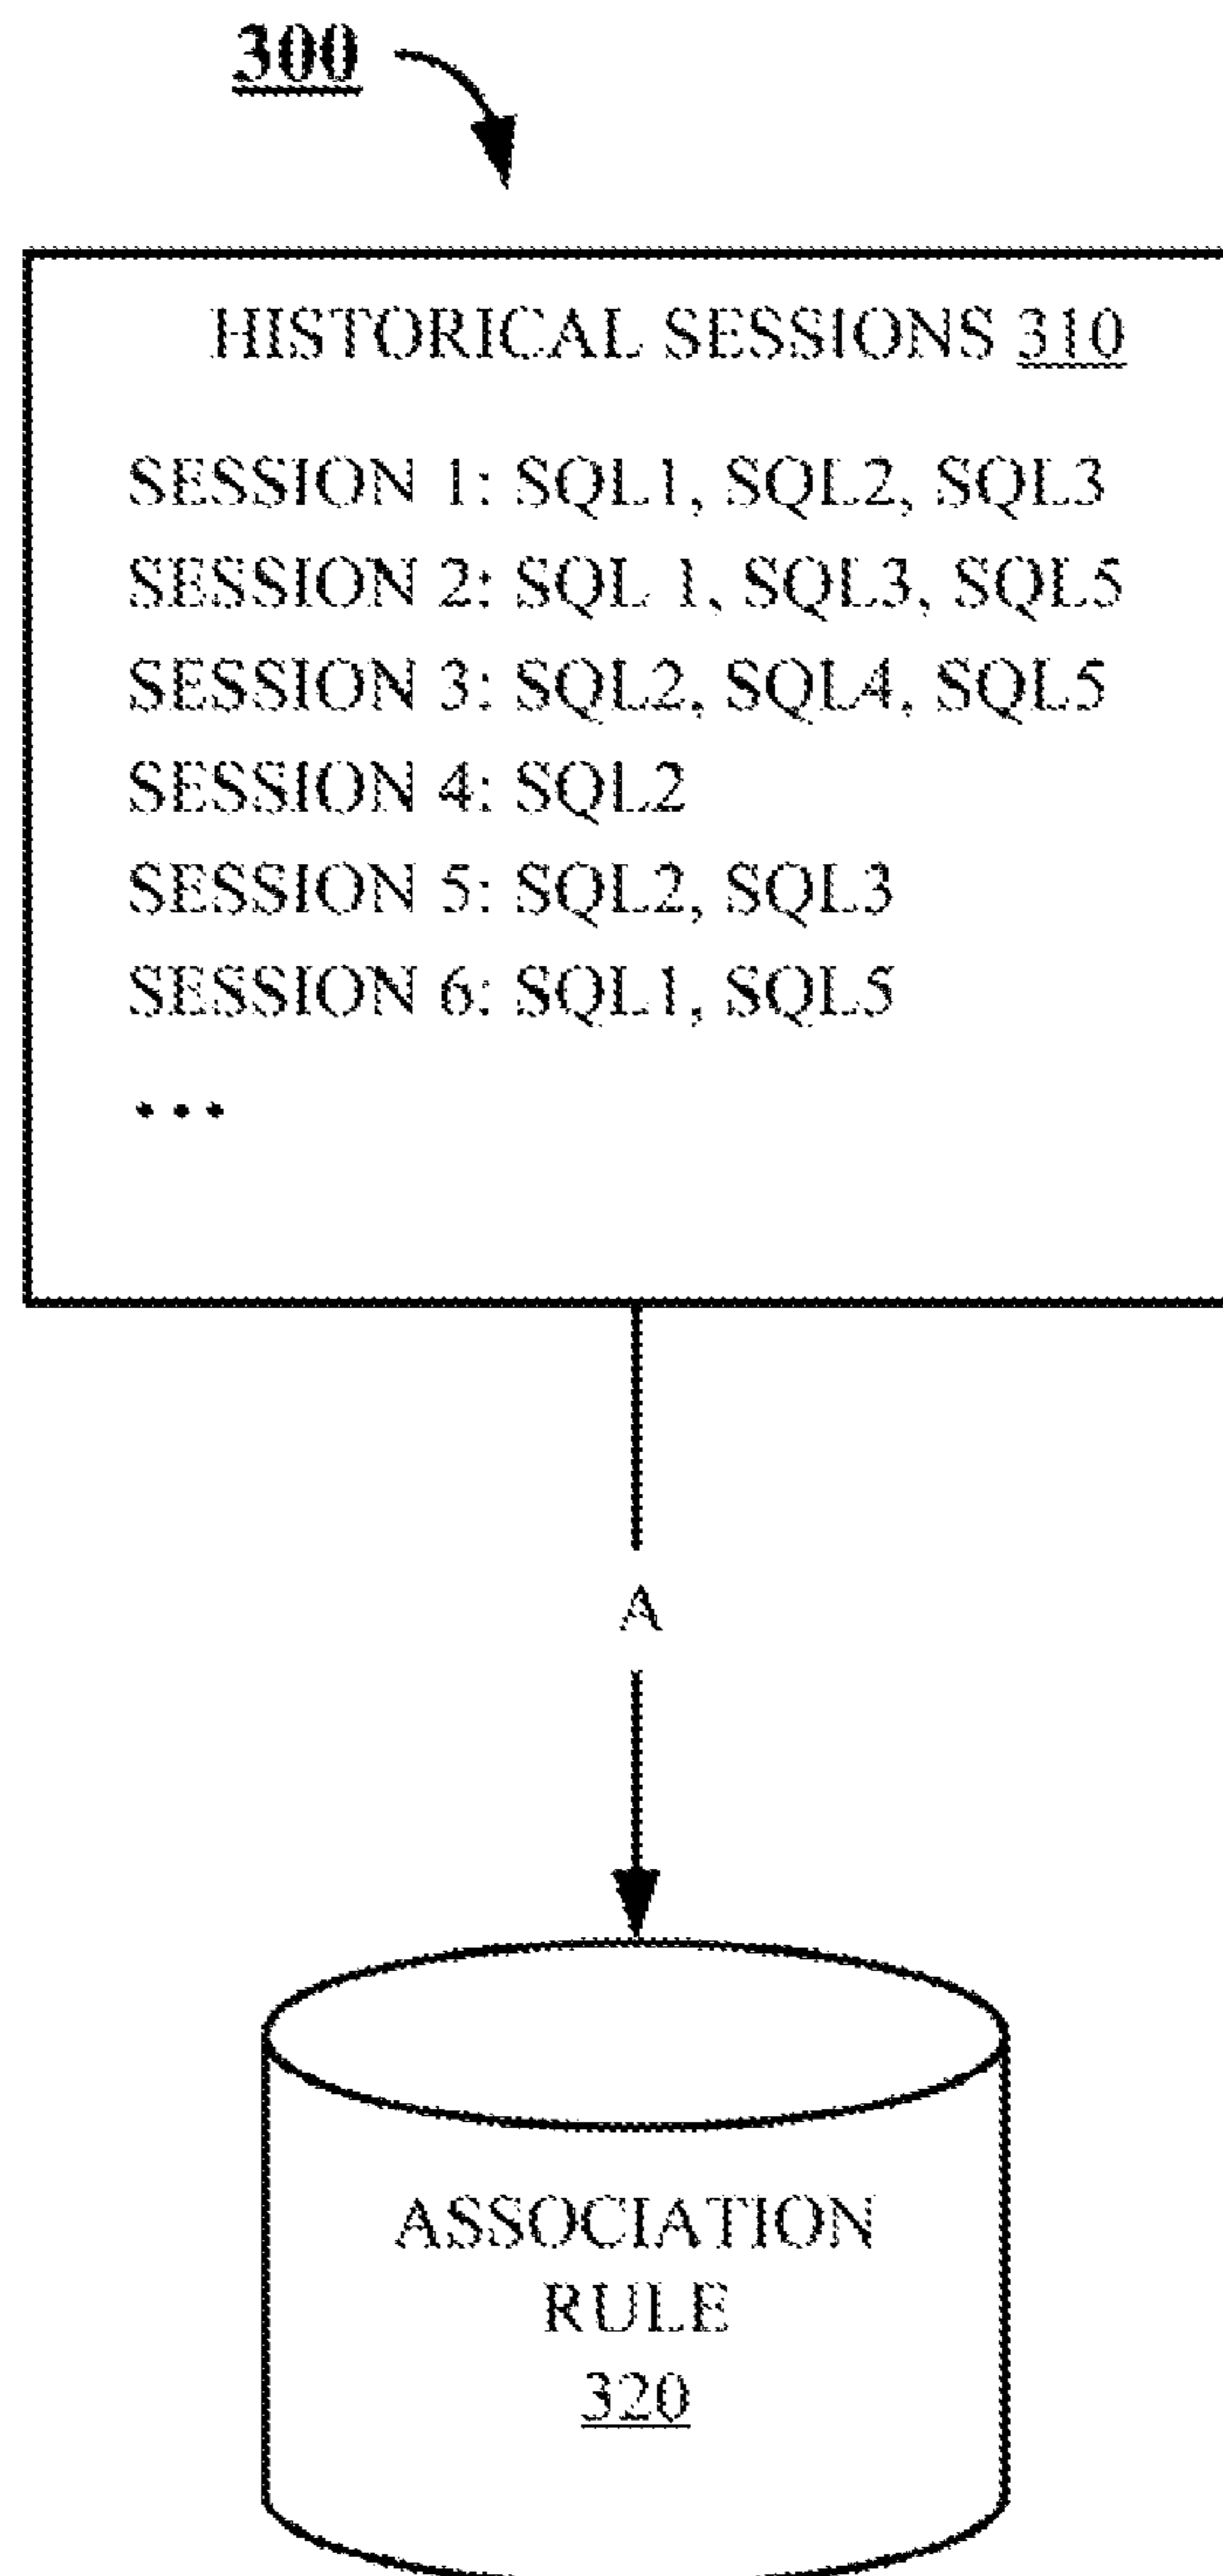 300
HISTORICAL SESSIONS 310
SESSION 1: SQL1, SQL2, SQL3
SESSION 2: SQL 1, SQL3, SQL5
SESSION 3: SQL2, SQL4, SQL5
SESSION 4: SQL2
SESSION 5: SQL2, SQL3
SESSION 6: SQL1, SQL5
...
A
ASSOCIATION
RULE
320